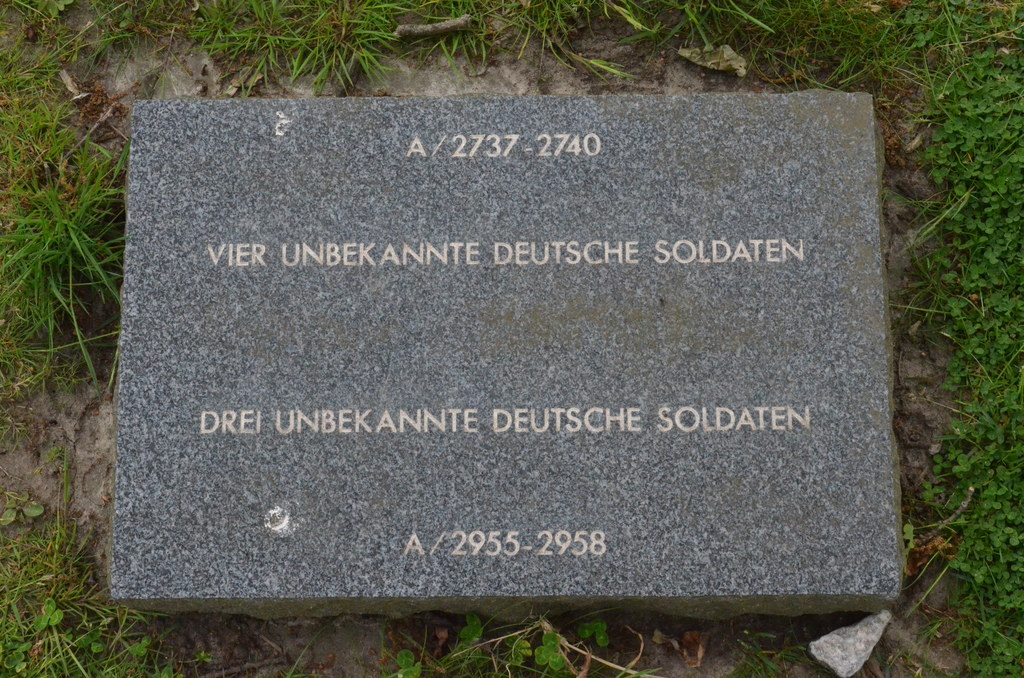 A/2737-2740
VIER UNBEKANNTE DEUTSCHE SOLDATEN
DREI UNBEKANNTE DEUTSCHE SOLDATEN
A/2955-2958